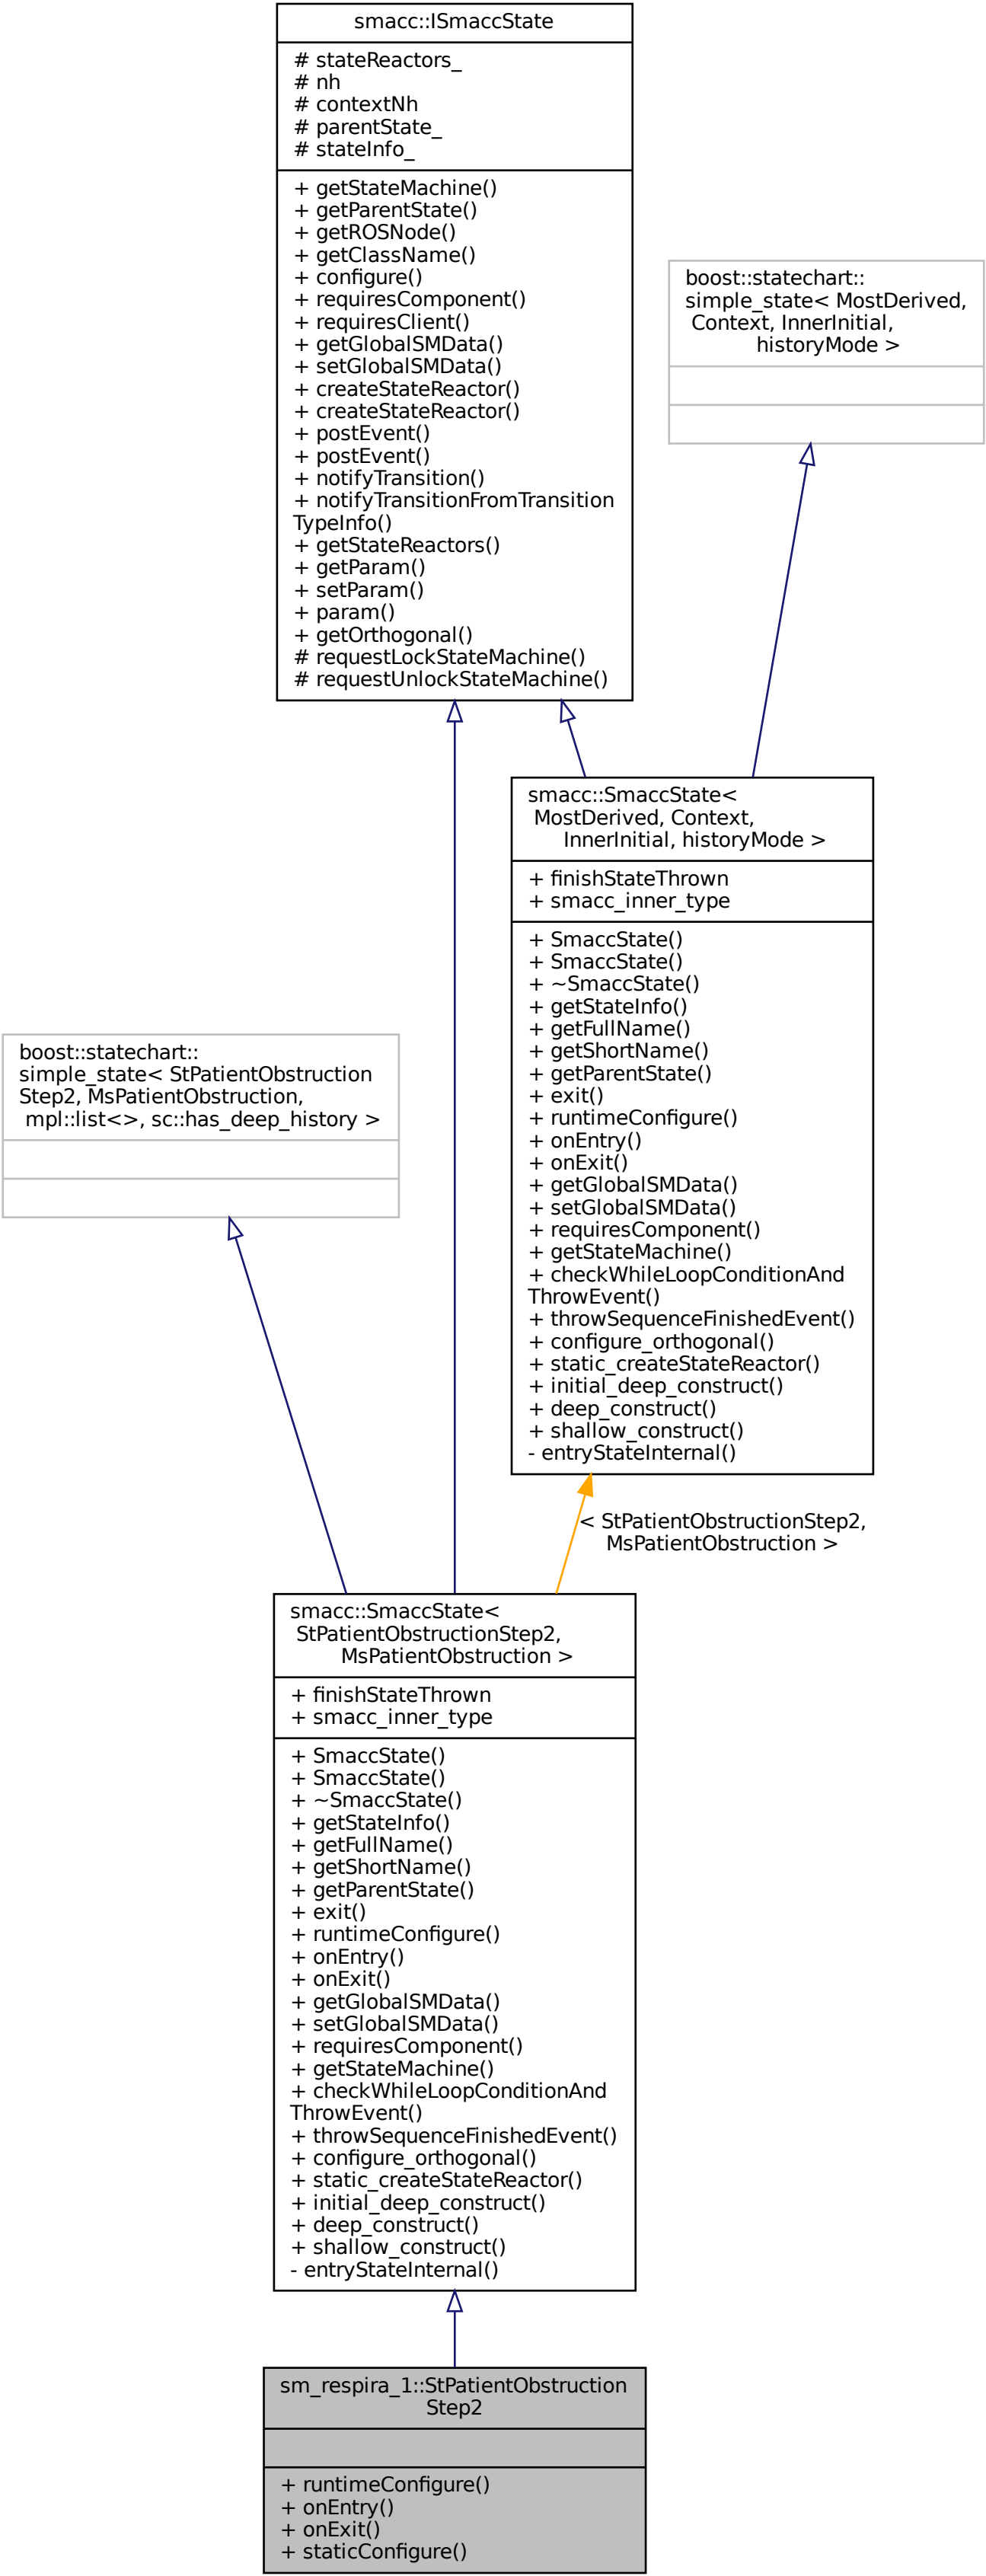 smacc::ISmaccState
# stateReactors_
# nh
# contextNh
# parentState_
# stateInfo_
+ getStateMachine()
+ getParentState()
+ getROSNode()
+ getClassName()
+ configure()
+ requiresComponent()
+ requiresClient()
+ getGlobalSMData()
+ setGlobalSMData()
+ createStateReactor()
+ createStateReactor()
+ postEvent()
+ postEvent()
+ notifyTransition()
+ notifyTransitionFromTransition
TypeInfo()
+ getStateReactors()
+ getParam()
+ setParam()
+ param()
+ getOrthogonal()
# requestLockStateMachine()
# requestUnlockStateMachine()
boost::statechart::
simple_state< MostDerived,
Context, InnerInitial,
historyMode >
smacc::SmaccState<
MostDerived, Context,
InnerInitial, historyMode >
+ finishStateThrown
+ smacc_inner_type
+ SmaccState()
+ SmaccState()
+ ~SmaccState()
+ getStateInfo()
+ getFullName()
+ getShortName()
+ getParentState()
+ exit()
+ runtimeConfigure()
+ onEntry()
+ onExit()
+ getGlobalSMData()
+ setGlobalSMData()
+ requiresComponent()
+ getStateMachine()
+ checkWhileLoopConditionAnd
ThrowEvent()
+ throwSequenceFinishedEvent()
+ configure_orthogonal()
+ static_createStateReactor()
+ initial_deep_construct()
+ deep_construct()
+ shallow_construct()
- entryStateInternal()
boost::statechart::
simple_state< StPatientObstruction
Step2, MsPatientObstruction,
mpl::list<>, sc::has_deep_history >
< StPatientObstructionStep2,
MsPatientObstruction >
smacc::SmaccState<
StPatientObstructionStep2,
MsPatientObstruction >
+ finishStateThrown
+ smacc_inner_type
+ SmaccState()
+ SmaccState()
+ ~SmaccState()
+ getStateInfo()
+ getFullName()
+ getShortName()
+ getParentState()
+ exit()
+ runtimeConfigure()
+ onEntry()
+ onExit()
+ getGlobalSMData()
+ setGlobalSMData()
+ requiresComponent()
+ getStateMachine()
+ checkWhileLoopConditionAnd
ThrowEvent()
+ throwSequenceFinishedEvent()
+ configure_orthogonal()
+ static_createStateReactor()
+ initial_deep_construct()
+ deep_construct()
+ shallow_construct()
- entryStateInternal()
sm_respira_1::StPatientObstruction
Step2
+ runtimeConfigure()
+ onEntry()
+ onExit()
+ staticConfigure()